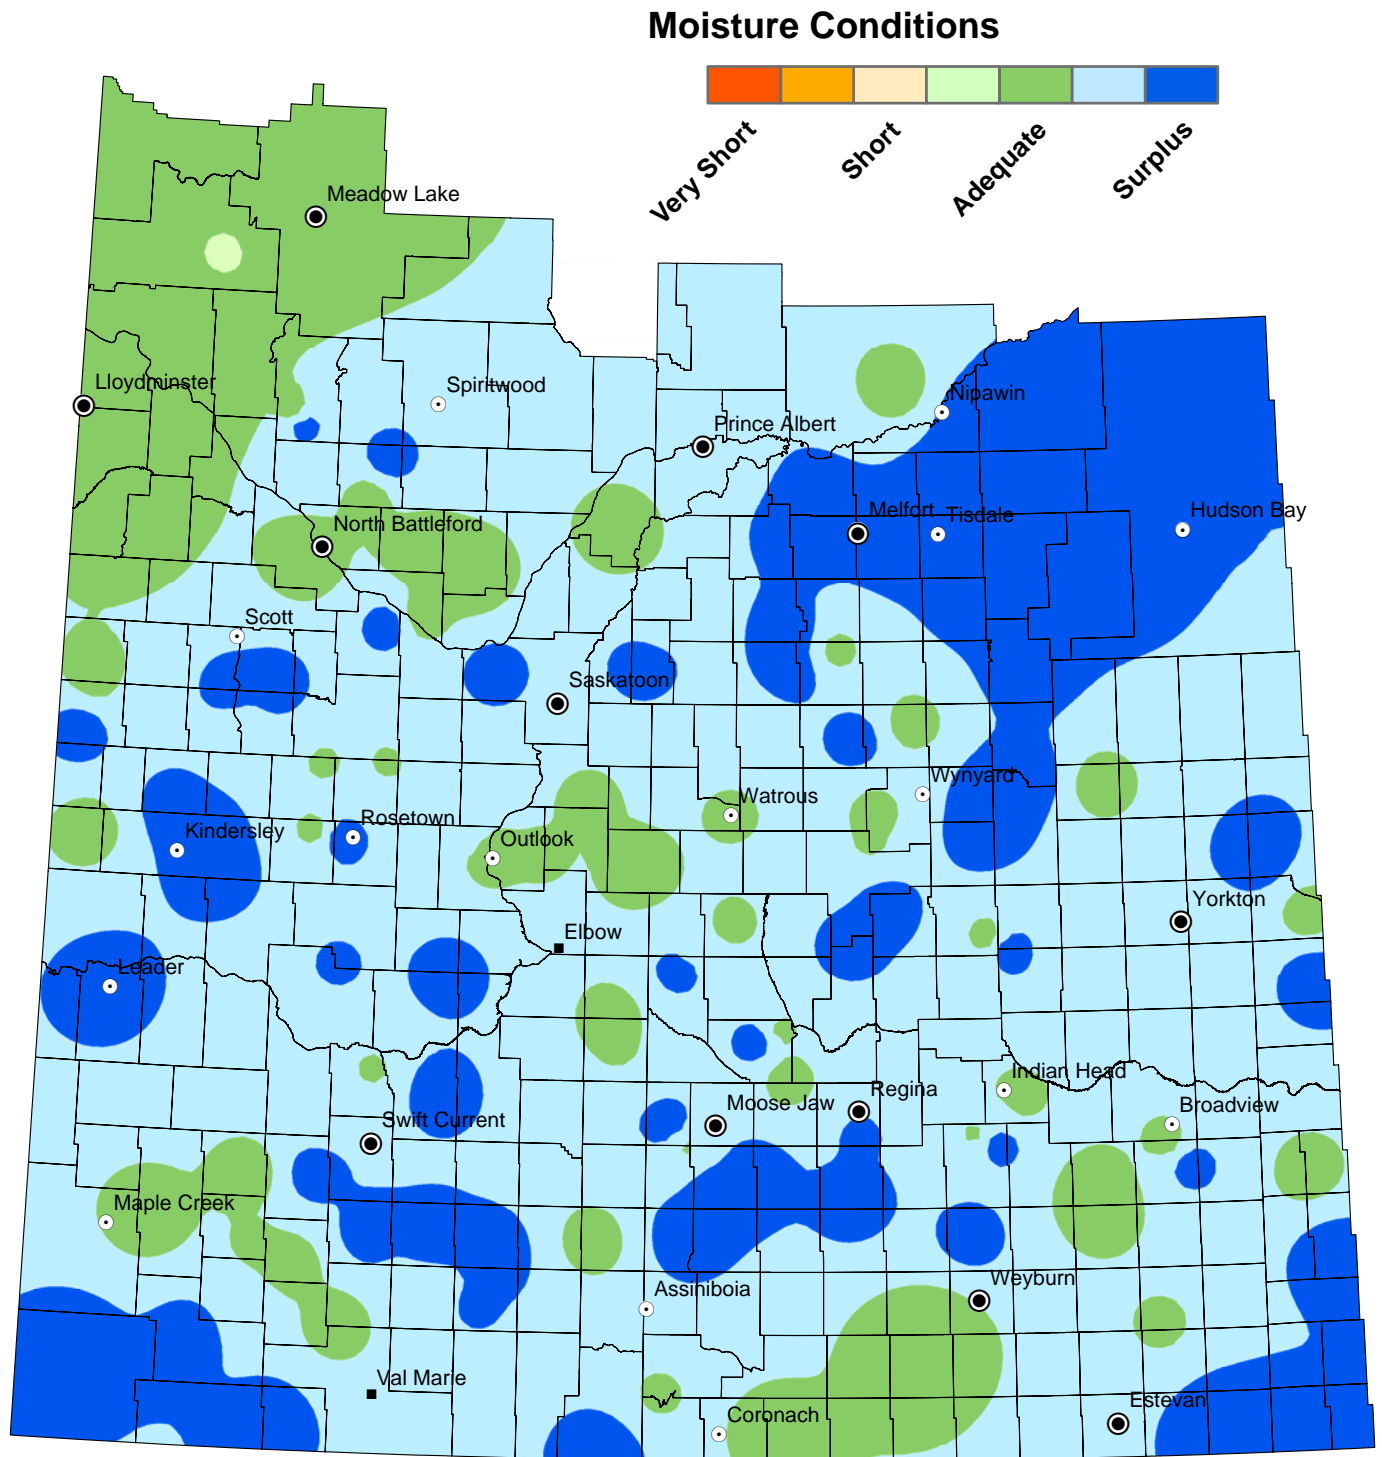 Moisture Conditions
Very Short
Short
Adequate
Surplus
Meadow Lake
Lloydminster
Spiritwood
Nipawin
Prince Albert
North Battleford
Melfort
Tisdale
Hudson Bay
Scott
Saskatoon
Wynyard
Watrous
Kindersley
Rosetown
Outlook
Yorkton
Elbow
Leader
Indian Head
Regina
Moose Jaw
Broadview
Swift Current
Maple Creek
Weyburn
Assiniboia
Val Marie
Coronach
Estevan